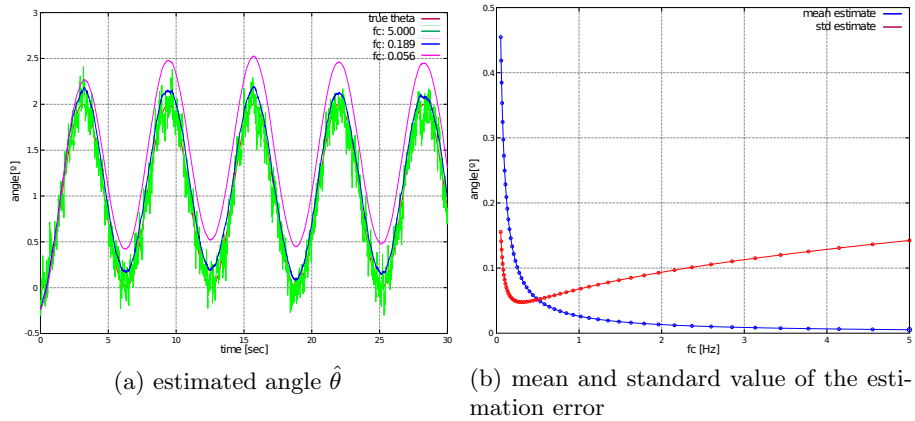 true theta
fc: 5.000
fc: 0.189
fc: 0.056
3
2.5
2
1.5
1
0.5
0
-0.5
angle[º]
0 5 10 15 20 25 30
time [sec]
(a) estimated angle θ̂
mean estimate
std estimate
0.5
0.4
0.3
0.2
0.1
0
angle[º]
0 1 2 3 4 5
fc [Hz]
(b) mean and standard value of the esti-
mation error